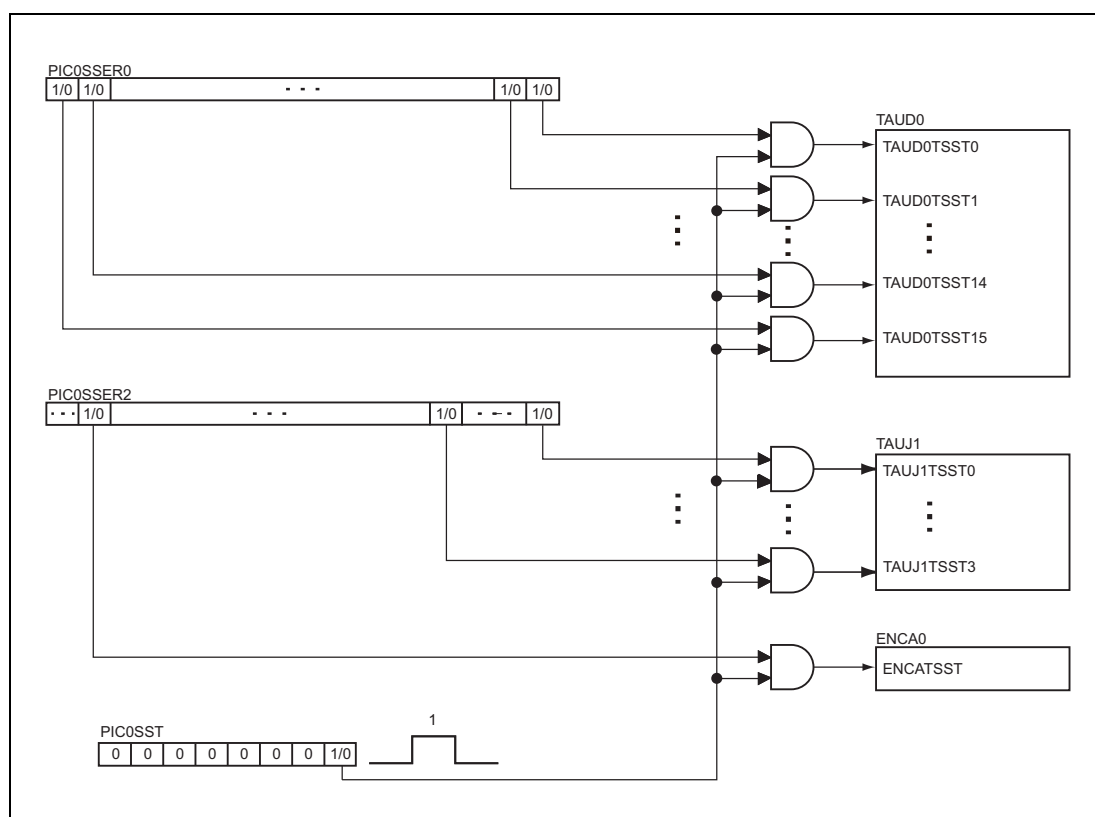 PIC0SSER0
1/0 1/0 · · · 1/0 1/0
TAUD0
TAUD0TSST0
TAUD0TSST1
TAUD0TSST14
TAUD0TSST15
PIC0SSER2
· · · 1/0 · · · 1/0 · · · 1/0
TAUJ1
TAUJ1TSST0
TAUJ1TSST3
ENCA0
ENCATSST
PIC0SST
1
0 0 0 0 0 0 0 1/0